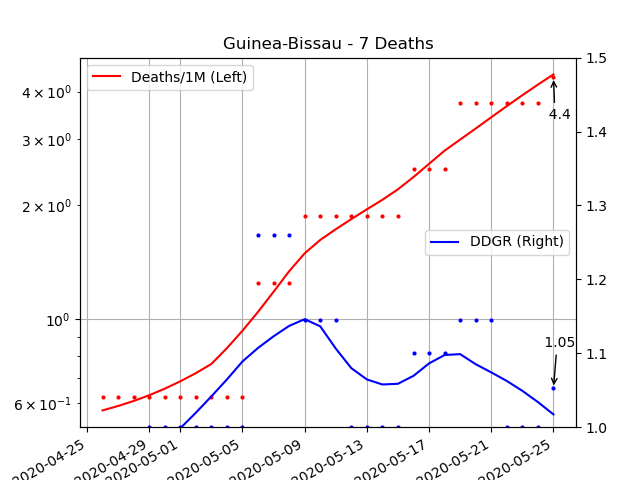 Guinea-Bissau - 7 Deaths
Deaths/1M (Left)
DDGR (Right)
4 × 10⁰
3 × 10⁰
2 × 10⁰
10⁰
6 × 10⁻¹
1.5
1.4
1.3
1.2
1.1
1.0
4.4
1.05
2020-04-25
2020-04-29
2020-05-01
2020-05-05
2020-05-09
2020-05-13
2020-05-17
2020-05-21
2020-05-25